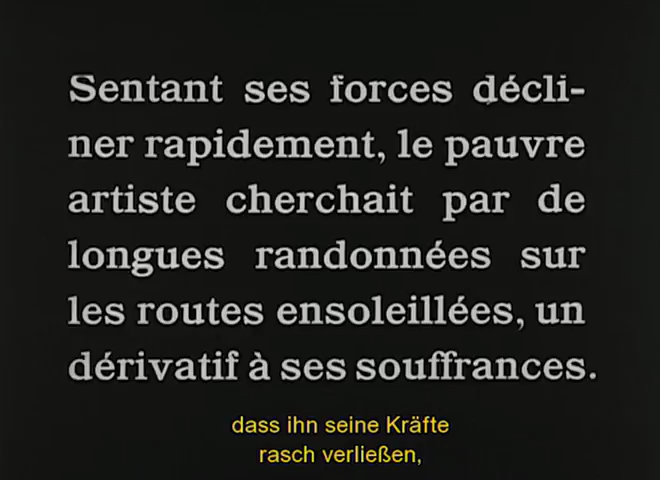 Sentant ses forces décli-
ner rapidement, le pauvre
artiste cherchait par de
longues randonnées sur
les routes ensoleillées, un
dérivatif à ses souffrances.
dass ihn seine Kräfte
rasch verließen,